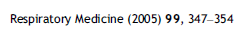 Respiratory Medicine (2005) 99, 347–354